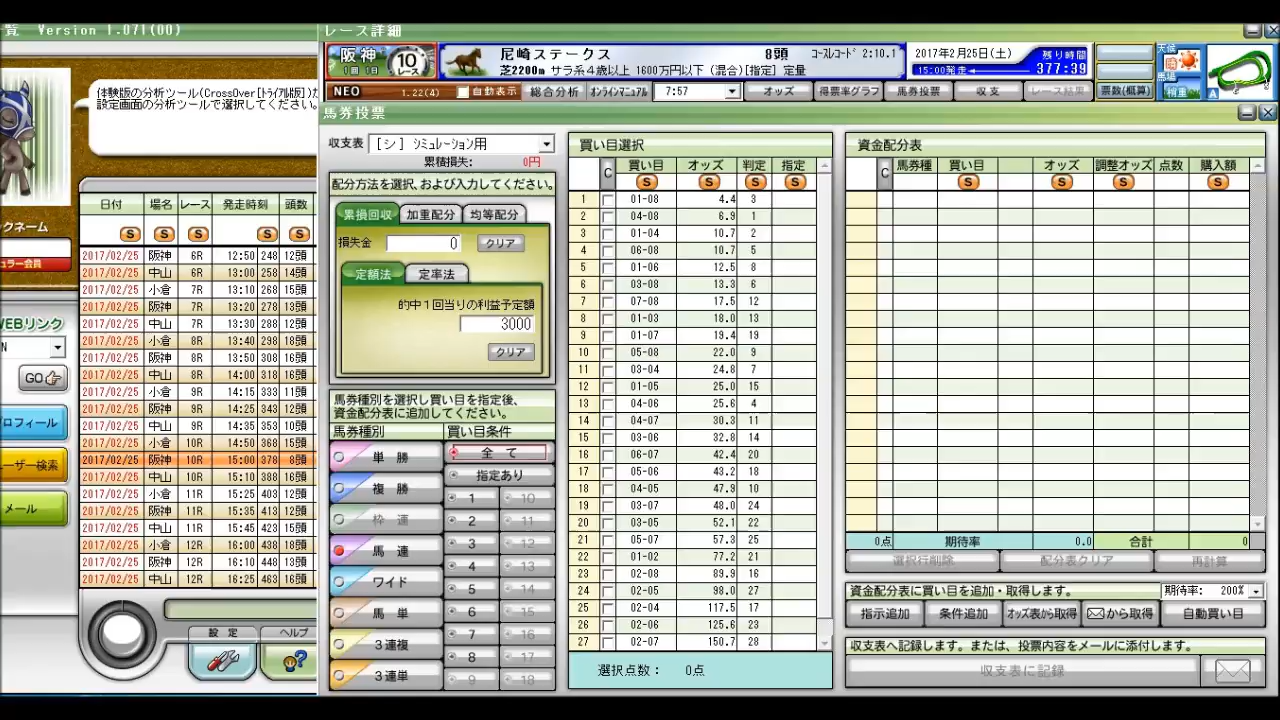 覧 Version 1.071(00)
レース詳細
阪神 10 レース 1回1日
尼崎ステークス 8頭 ｺｰｽﾚｺｰﾄﾞ 2:10.1
芝2200m サラ系４歳以上 1600万円以下（混合）[指定] 定量
2017年2月25日(土) 残り時間
15:00発走 377:39
天候 馬場 稍重 A
NEO 1.22(4) 自動表示 総合分析 ｵﾝﾗｲﾝﾏﾆｭｱﾙ 7:57 オッズ 得票率グラフ 馬券投票 収支 レース結果 票数(概算)
馬券投票
(体験版の分析ツール(CrossOver[ﾄﾗｲｱﾙ版])が
設定画面の分析ツールで選択してください。
クネーム
ュラー会員
WEBリンク
N
GO
ロフィール
ーザー検索
メール
日付 場名 レース 発走時刻 頭数
S S S S S
2017/02/25 阪神 6R 12:50 248 12頭
2017/02/25 中山 6R 13:00 258 14頭
2017/02/25 小倉 7R 13:10 268 15頭
2017/02/25 阪神 7R 13:20 278 13頭
2017/02/25 中山 7R 13:30 288 12頭
2017/02/25 小倉 8R 13:40 298 18頭
2017/02/25 阪神 8R 13:50 308 16頭
2017/02/25 中山 8R 14:00 318 16頭
2017/02/25 小倉 9R 14:15 333 11頭
2017/02/25 阪神 9R 14:25 343 12頭
2017/02/25 中山 9R 14:35 353 10頭
2017/02/25 小倉 10R 14:50 368 15頭
2017/02/25 阪神 10R 15:00 378 8頭
2017/02/25 中山 10R 15:10 388 16頭
2017/02/25 小倉 11R 15:25 403 12頭
2017/02/25 阪神 11R 15:35 413 12頭
2017/02/25 中山 11R 15:45 423 15頭
2017/02/25 小倉 12R 16:00 438 18頭
2017/02/25 阪神 12R 16:10 448 13頭
2017/02/25 中山 12R 16:25 463 16頭
設 定 ヘルプ
収支表 [シ] ｼﾐｭﾚｰｼｮﾝ用
累積損失: 0円
配分方法を選択、および入力してください。
累損回収 加重配分 均等配分
損失金 0 クリア
定額法 定率法
的中１回当りの利益予定額
3000
クリア
馬券種別を選択し買い目を指定後、
資金配分表に追加してください。
馬券種別 買い目条件
単 勝
複 勝
枠 連
馬 連
ワイド
馬 単
３連複
３連単
全 て
指定あり
1 10
2 11
3 12
4 13
5 14
6 15
7 16
8 17
9 18
買い目選択
C 買い目 オッズ 判定 指定
S S S S
1 01-08 4.4 3
2 04-08 6.9 1
3 01-04 10.7 2
4 06-08 10.7 5
5 01-06 12.5 8
6 03-08 13.3 6
7 07-08 17.5 12
8 01-03 18.0 13
9 01-07 19.4 19
10 05-08 22.0 9
11 03-04 24.8 7
12 01-05 25.0 15
13 04-06 25.6 4
14 04-07 30.3 11
15 03-06 32.8 14
16 06-07 42.4 20
17 05-06 43.2 18
18 04-05 47.9 10
19 03-07 48.0 24
20 03-05 52.1 22
21 05-07 57.3 25
22 01-02 77.2 21
23 02-08 89.9 16
24 02-05 98.0 27
25 02-04 117.5 17
26 02-06 125.6 23
27 02-07 150.7 28
選択点数： 0点
資金配分表
C 馬券種 買い目 オッズ 調整オッズ 点数 購入額
S S S S
0点 期待率 0.0 合計 0
選択行削除 配分表クリア 再計算
資金配分表に買い目を追加・取得します。 期待率: 200%
指示追加 条件追加 ｵｯｽﾞ表から取得 から取得 自動買い目
収支表へ記録します。または、投票内容をメールに添付します。
収支表に記録